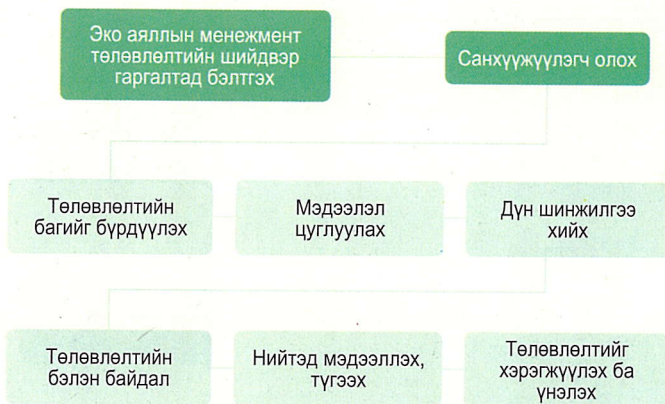 Эко аяллын менежмент
төлөвлөлтийн шийдвэр
гаргалтад бэлтгэх
Санхүүжүүлэгч олох
Төлөвлөлтийн
багийг бүрдүүлэх
Мэдээлэл
цуглуулах
Дүн шинжилгээ
хийх
Төлөвлөлтийн
бэлэн байдал
Нийтэд мэдээллэх,
түгээх
Төлөвлөлтийг
хэрэгжүүлэх ба
үнэлэх